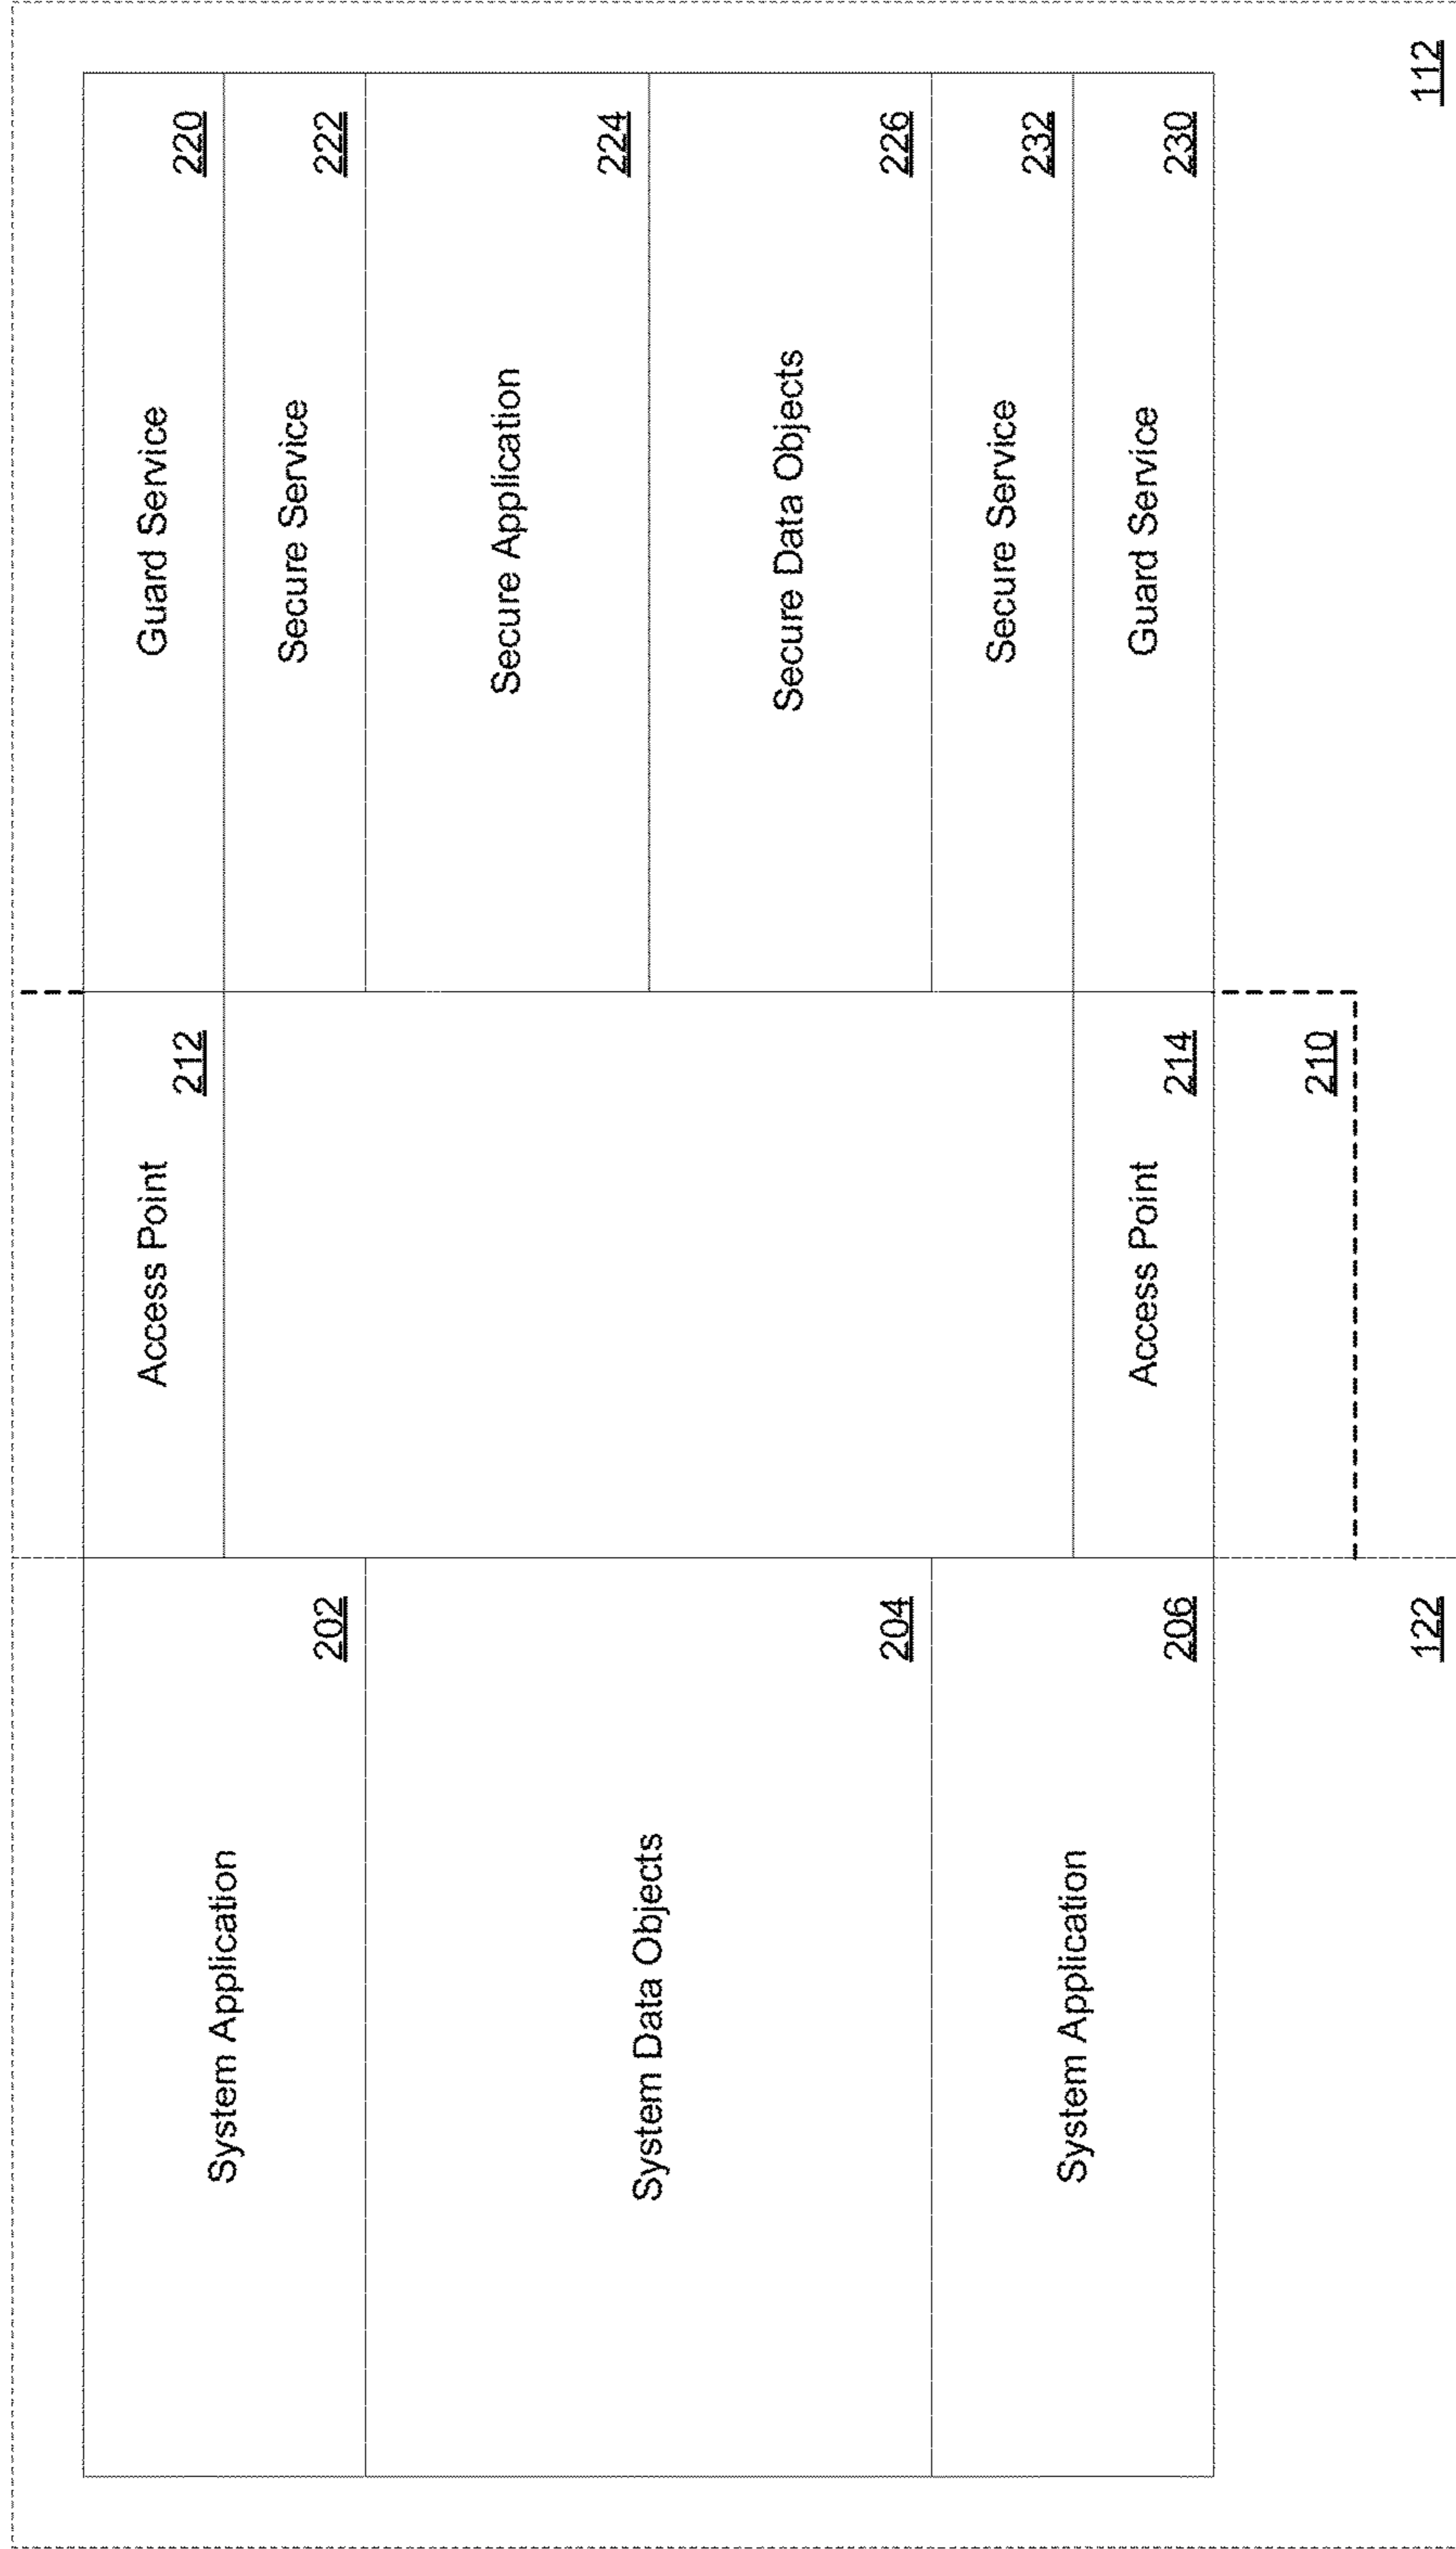 System Application
202
System Data Objects
204
System Application
206
122
Access Point
212
Access Point
214
210
Guard Service
220
Secure Service
222
Secure Application
224
Secure Data Objects
226
Secure Service
232
Guard Service
230
112